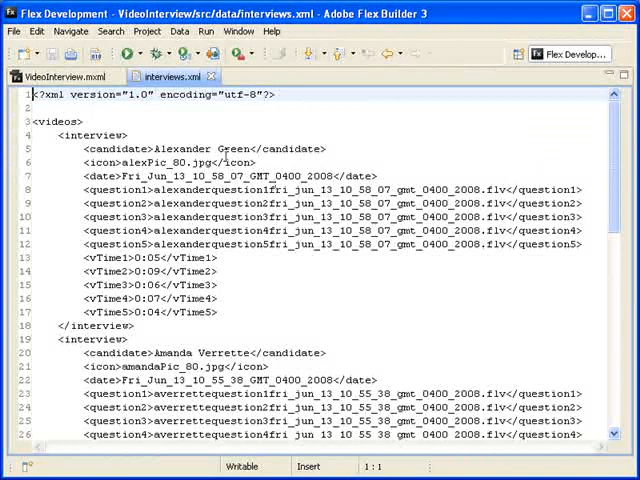 Flex Development - VideoInterview/src/data/interviews.xml - Adobe Flex Builder 3
File Edit Navigate Search Project Data Run Window Help
Flex Develop...
VideoInterview.mxml interviews.xml
1 <?xml version="1.0" encoding="utf-8"?>
2
3 <videos>
4 <interview>
5 <candidate>Alexander Green</candidate>
6 <icon>alexPic_80.jpg</icon>
7 <date>Fri_Jun_13_10_58_07_GMT_0400_2008</date>
8 <question1>alexanderquestion1fri_jun_13_10_58_07_gmt_0400_2008.flv</question1>
9 <question2>alexanderquestion2fri_jun_13_10_58_07_gmt_0400_2008.flv</question2>
10 <question3>alexanderquestion3fri_jun_13_10_58_07_gmt_0400_2008.flv</question3>
11 <question4>alexanderquestion4fri_jun_13_10_58_07_gmt_0400_2008.flv</question4>
12 <question5>alexanderquestion5fri_jun_13_10_58_07_gmt_0400_2008.flv</question5>
13 <vTime1>0:05</vTime1>
14 <vTime2>0:09</vTime2>
15 <vTime3>0:06</vTime3>
16 <vTime4>0:07</vTime4>
17 <vTime5>0:04</vTime5>
18 </interview>
19 <interview>
20 <candidate>Amanda Verrette</candidate>
21 <icon>amandaPic_80.jpg</icon>
22 <date>Fri_Jun_13_10_55_38_GMT_0400_2008</date>
23 <question1>averrettequestion1fri_jun_13_10_55_38_gmt_0400_2008.flv</question1>
24 <question2>averrettequestion2fri_jun_13_10_55_38_gmt_0400_2008.flv</question2>
25 <question3>averrettequestion3fri_jun_13_10_55_38_gmt_0400_2008.flv</question3>
26 <question4>averrettequestion4fri_jun_13_10_55_38_gmt_0400_2008.flv</question4>
Writable Insert 1 : 1